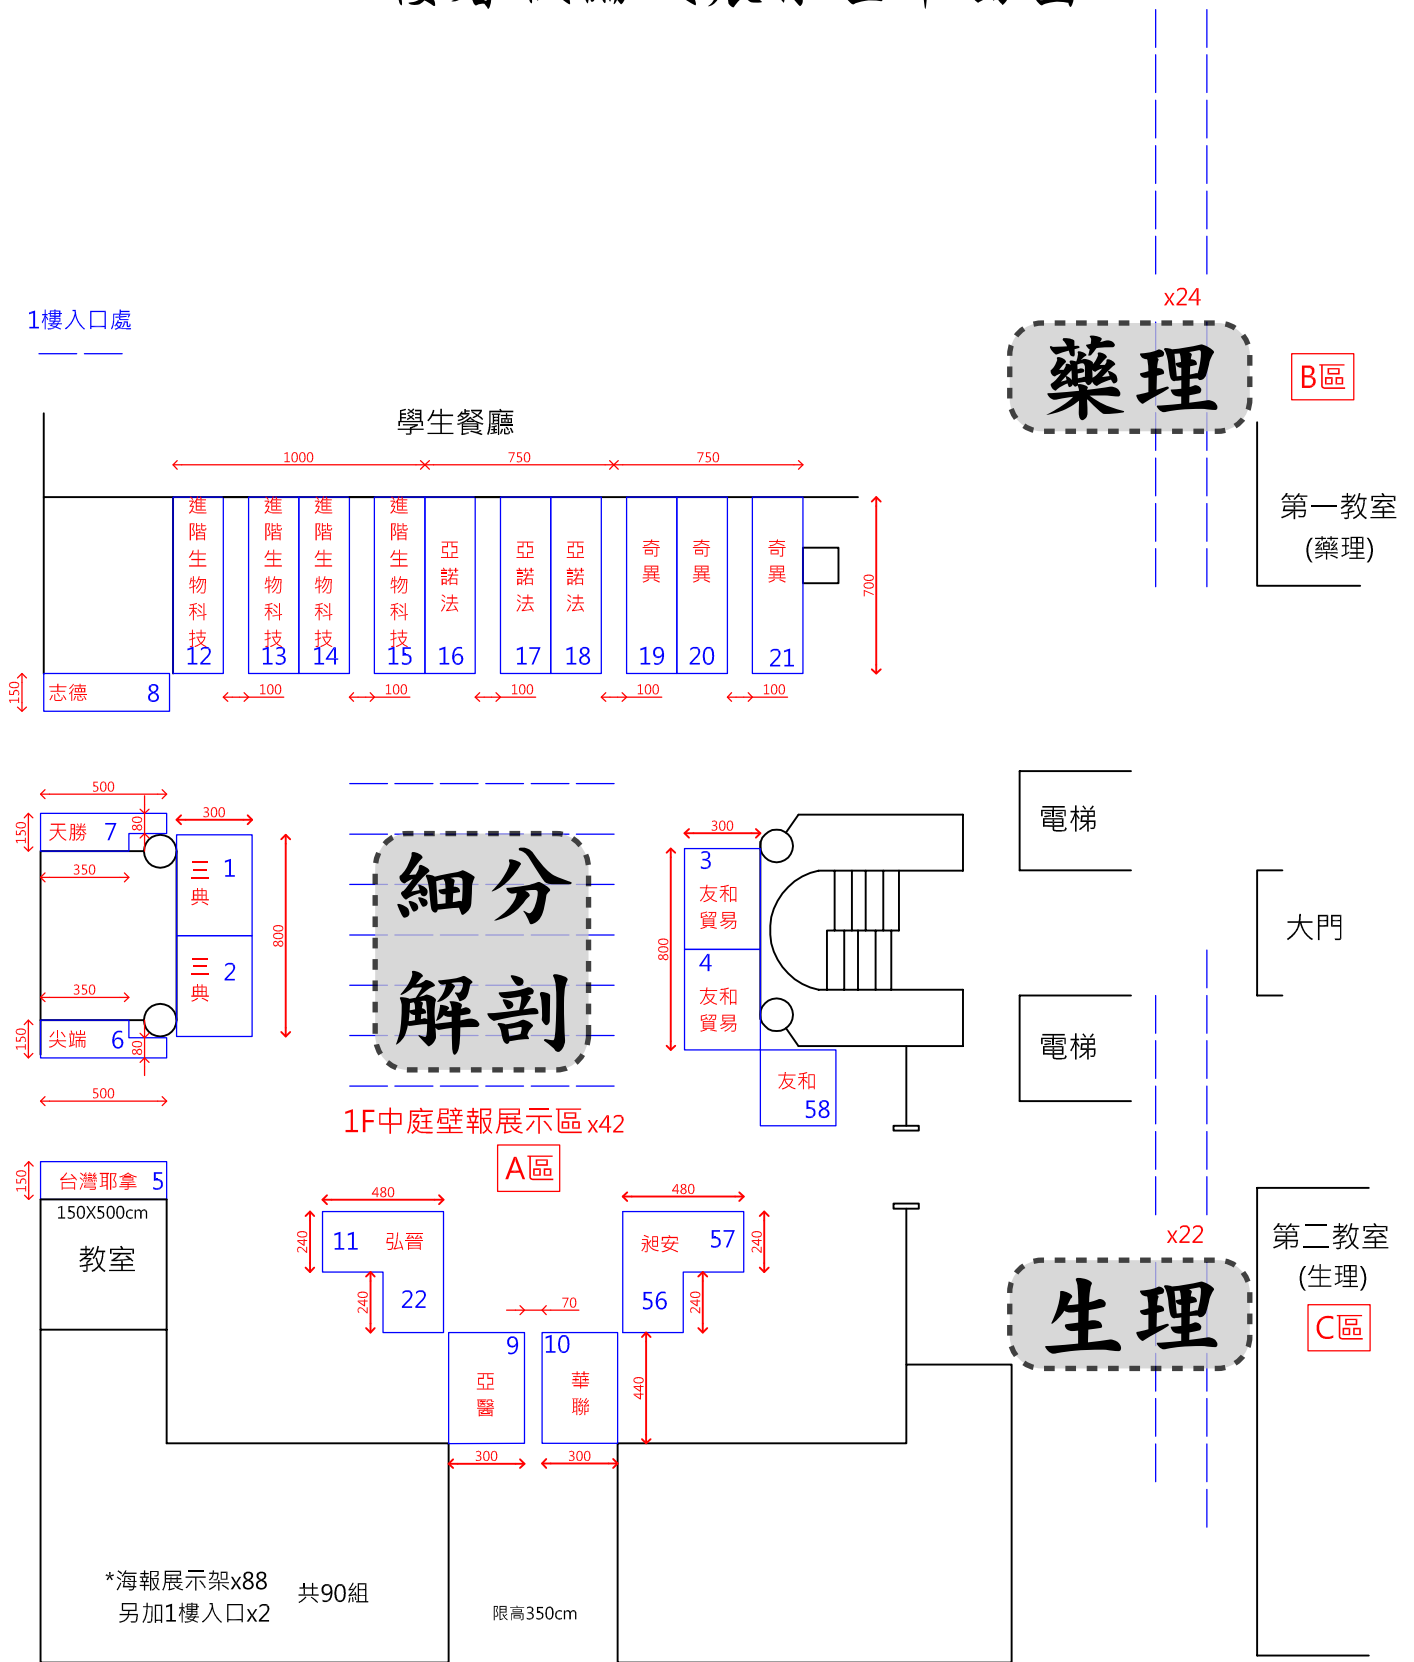 x24
1樓入口處
藥理
B區
學生餐廳
1000
750
750
第一教室
(藥理)
進階生物科技
12
進階生物科技
13
進階生物科技
14
進階生物科技
15
亞諾法
16
亞諾法
17
亞諾法
18
奇異
19
奇異
20
奇異
21
700
150
志德 8
100
100
100
100
100
500
150
天勝 7
80
300
350
三典
1
800
三典
2
350
150
尖端 6
80
500
細分
解剖
300
3
友和
貿易
800
4
友和
貿易
友和
58
電梯
大門
電梯
1F中庭壁報展示區x42
A區
150
台灣耶拿 5
150X500cm
教室
480
240
11 弘晉
240
22
480
昶安 57
240
56
240
70
9
亞醫
10
華聯
440
300
300
x22
生理
第二教室
(生理)
C區
*海報展示架x88
另加1樓入口x2
共90組
限高350cm